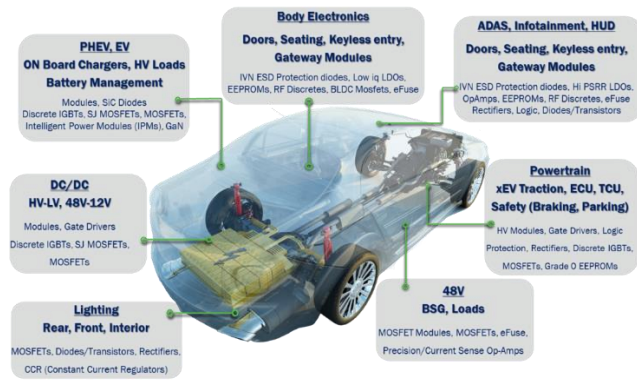 Body Electronics
Doors, Seating, Keyless entry,
Gateway Modules
IVN ESD Protection diodes, Low iq LDOs,
EEPROMs, RF Discretes, BLDC Mosfets, eFuse
PHEV, EV
ON Board Chargers, HV Loads
Battery Management
Modules, SiC Diodes
Discrete IGBTs, SJ MOSFETs, MOSFETs,
Intelligent Power Modules (IPMs), GaN
ADAS, Infotainment, HUD
Doors, Seating, Keyless entry,
Gateway Modules
IVN ESD Protection diodes, Hi PSRR LDOs,
OpAmps, EEPROMs, RF Discretes, eFuse
Rectifiers, Logic, Diodes/Transistors
DC/DC
HV-LV, 48V-12V
Modules, Gate Drivers
Discrete IGBTs, SJ MOSFETs,
MOSFETs
Powertrain
xEV Traction, ECU, TCU,
Safety (Braking, Parking)
HV Modules, Gate Drivers, Logic
Protection, Rectifiers, Discrete IGBTs,
MOSFETs, Grade 0 EEPROMs
Lighting
Rear, Front, Interior
MOSFETs, Diodes/Transistors, Rectifiers,
CCR (Constant Current Regulators)
48V
BSG, Loads
MOSFET Modules, MOSFETs, eFuse,
Precision/Current Sense Op-Amps